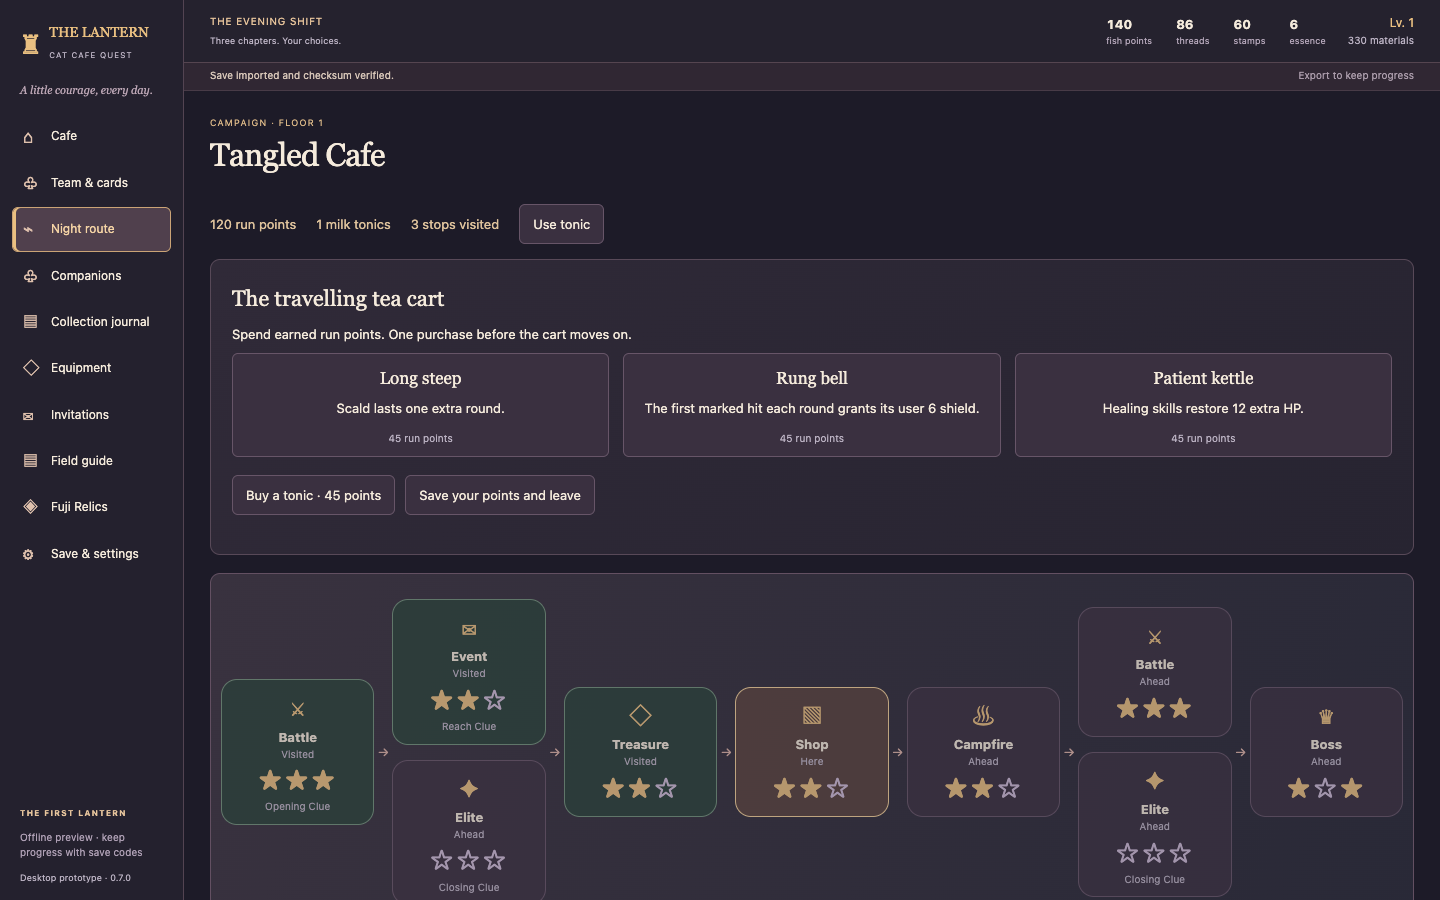 THE LANTERN
CAT CAFE QUEST
A little courage, every day.
Cafe
Team & cards
Night route
Companions
Collection journal
Equipment
Invitations
Field guide
Fuji Relics
Save & settings
THE FIRST LANTERN
Offline preview · keep
progress with save codes
Desktop prototype · 0.7.0
THE EVENING SHIFT
Three chapters. Your choices.
140
fish points
86
threads
60
stamps
6
essence
Lv. 1
330 materials
Save imported and checksum verified.
Export to keep progress
CAMPAIGN · FLOOR 1
Tangled Cafe
120 run points
1 milk tonics
3 stops visited
Use tonic
The travelling tea cart
Spend earned run points. One purchase before the cart moves on.
Long steep
Scald lasts one extra round.
45 run points
Rung bell
The first marked hit each round grants its user 6 shield.
45 run points
Patient kettle
Healing skills restore 12 extra HP.
45 run points
Buy a tonic · 45 points
Save your points and leave
Battle
Visited
Opening Clue
Event
Visited
Reach Clue
Elite
Ahead
Closing Clue
Treasure
Visited
Shop
Here
Campfire
Ahead
Battle
Ahead
Elite
Ahead
Closing Clue
Boss
Ahead